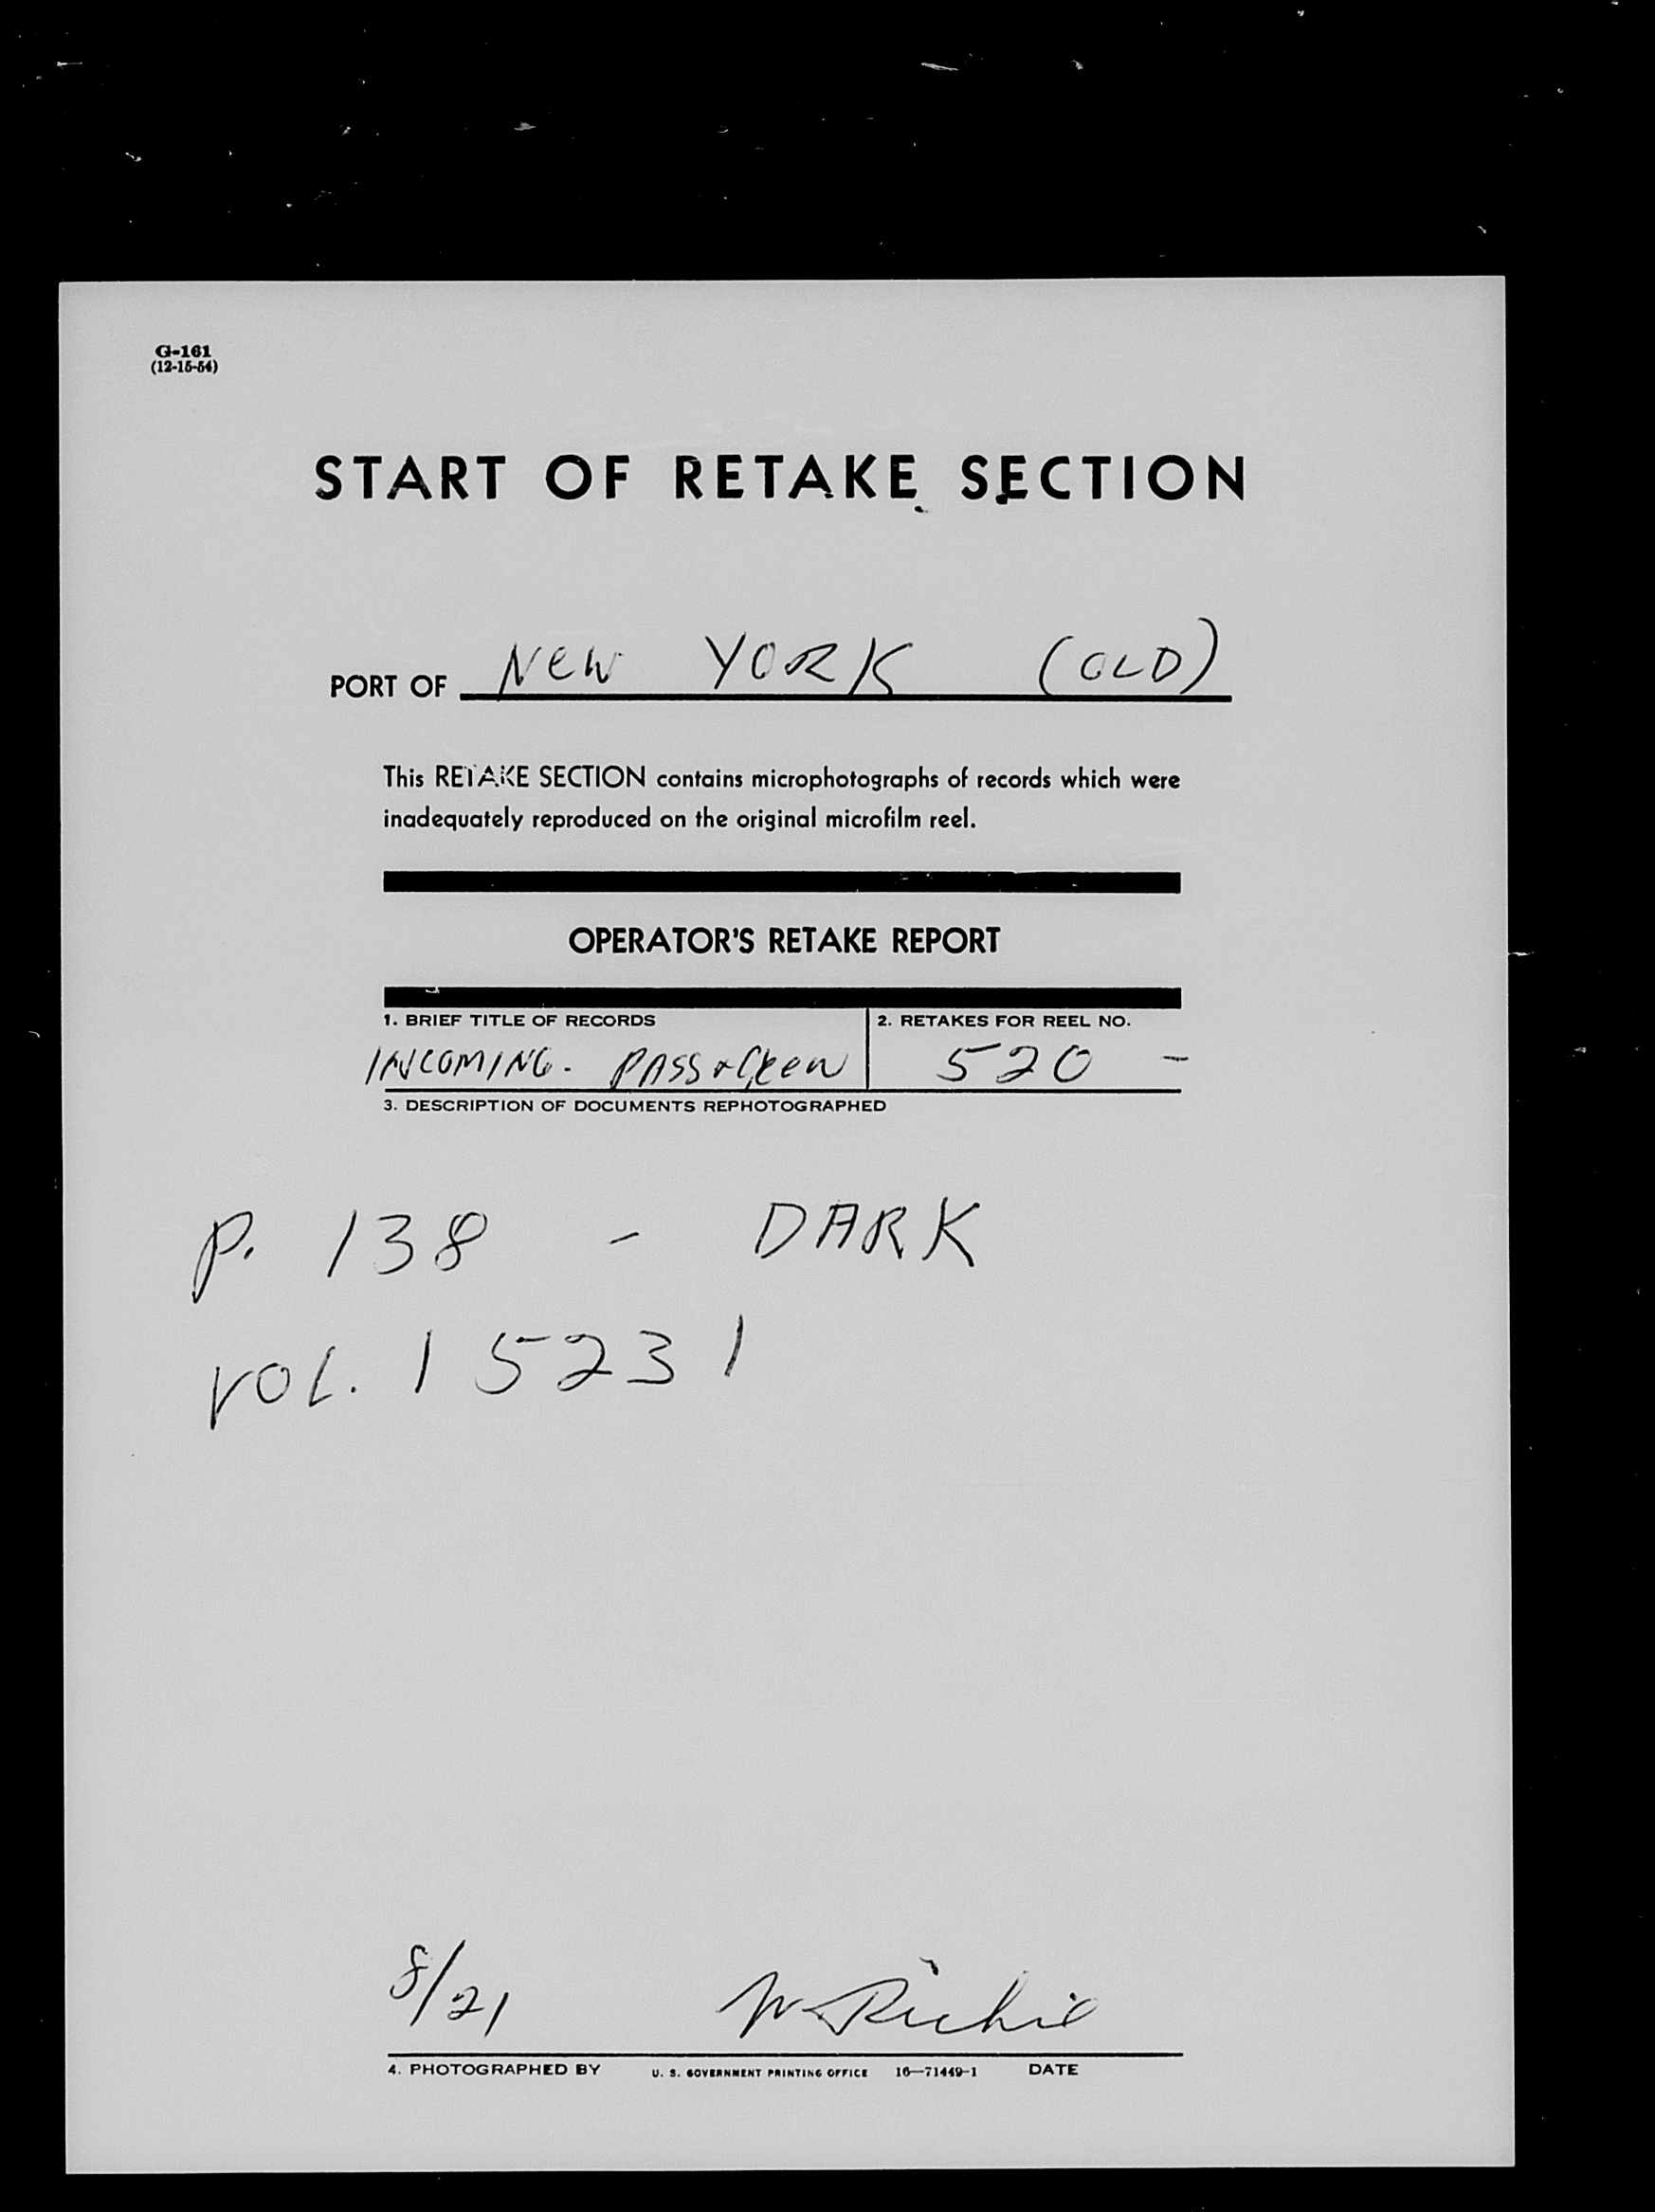 G-161
(12-15-54)
START OF RETAKE SECTION
PORT OF NEW YORK (OLD)
This RETAKE SECTION contains microphotographs of records which were
inadequately reproduced on the original microfilm reel.
OPERATOR'S RETAKE REPORT
1. BRIEF TITLE OF RECORDS 2. RETAKES FOR REEL NO.
INCOMING. PASS & CREW 520 -
3. DESCRIPTION OF DOCUMENTS REPHOTOGRAPHED
P. 138 - DARK
VOL. 15231
8/21 W Richie
4. PHOTOGRAPHED BY U. S. GOVERNMENT PRINTING OFFICE 16—71449-1 DATE